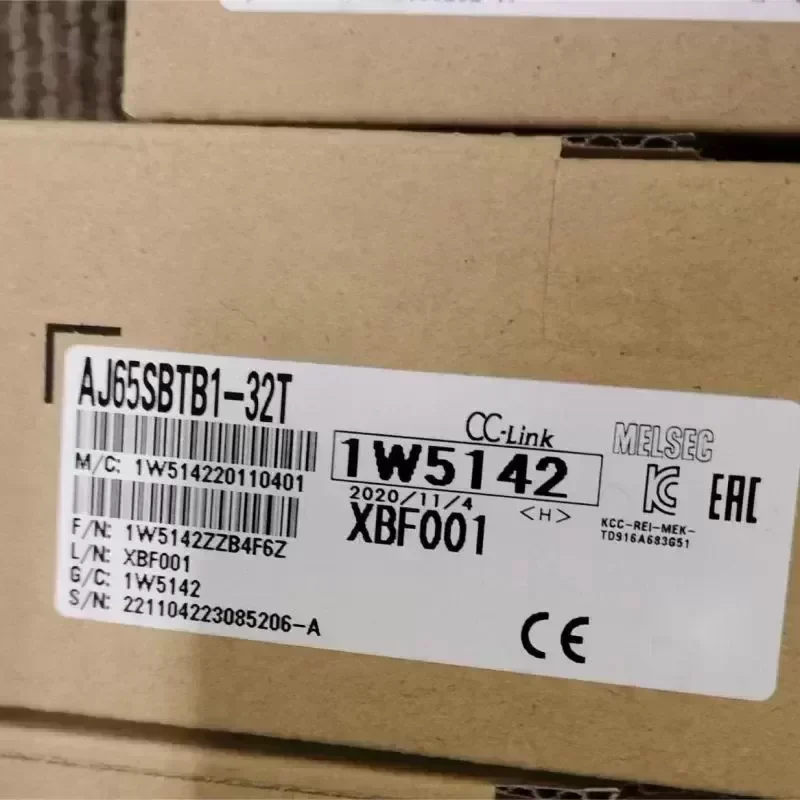 AJ65SBTB1-32T
M/C: 1W514220110401
F/N: 1W5142ZZB4F6Z
L/N: XBF001
G/C: 1W5142
S/N: 221104223085206-A
CC-Link
1W5142
2020/11/4
<H>
XBF001
MELSEC
EAC
KCC-REI-MEK-
TD916A683G51
CE